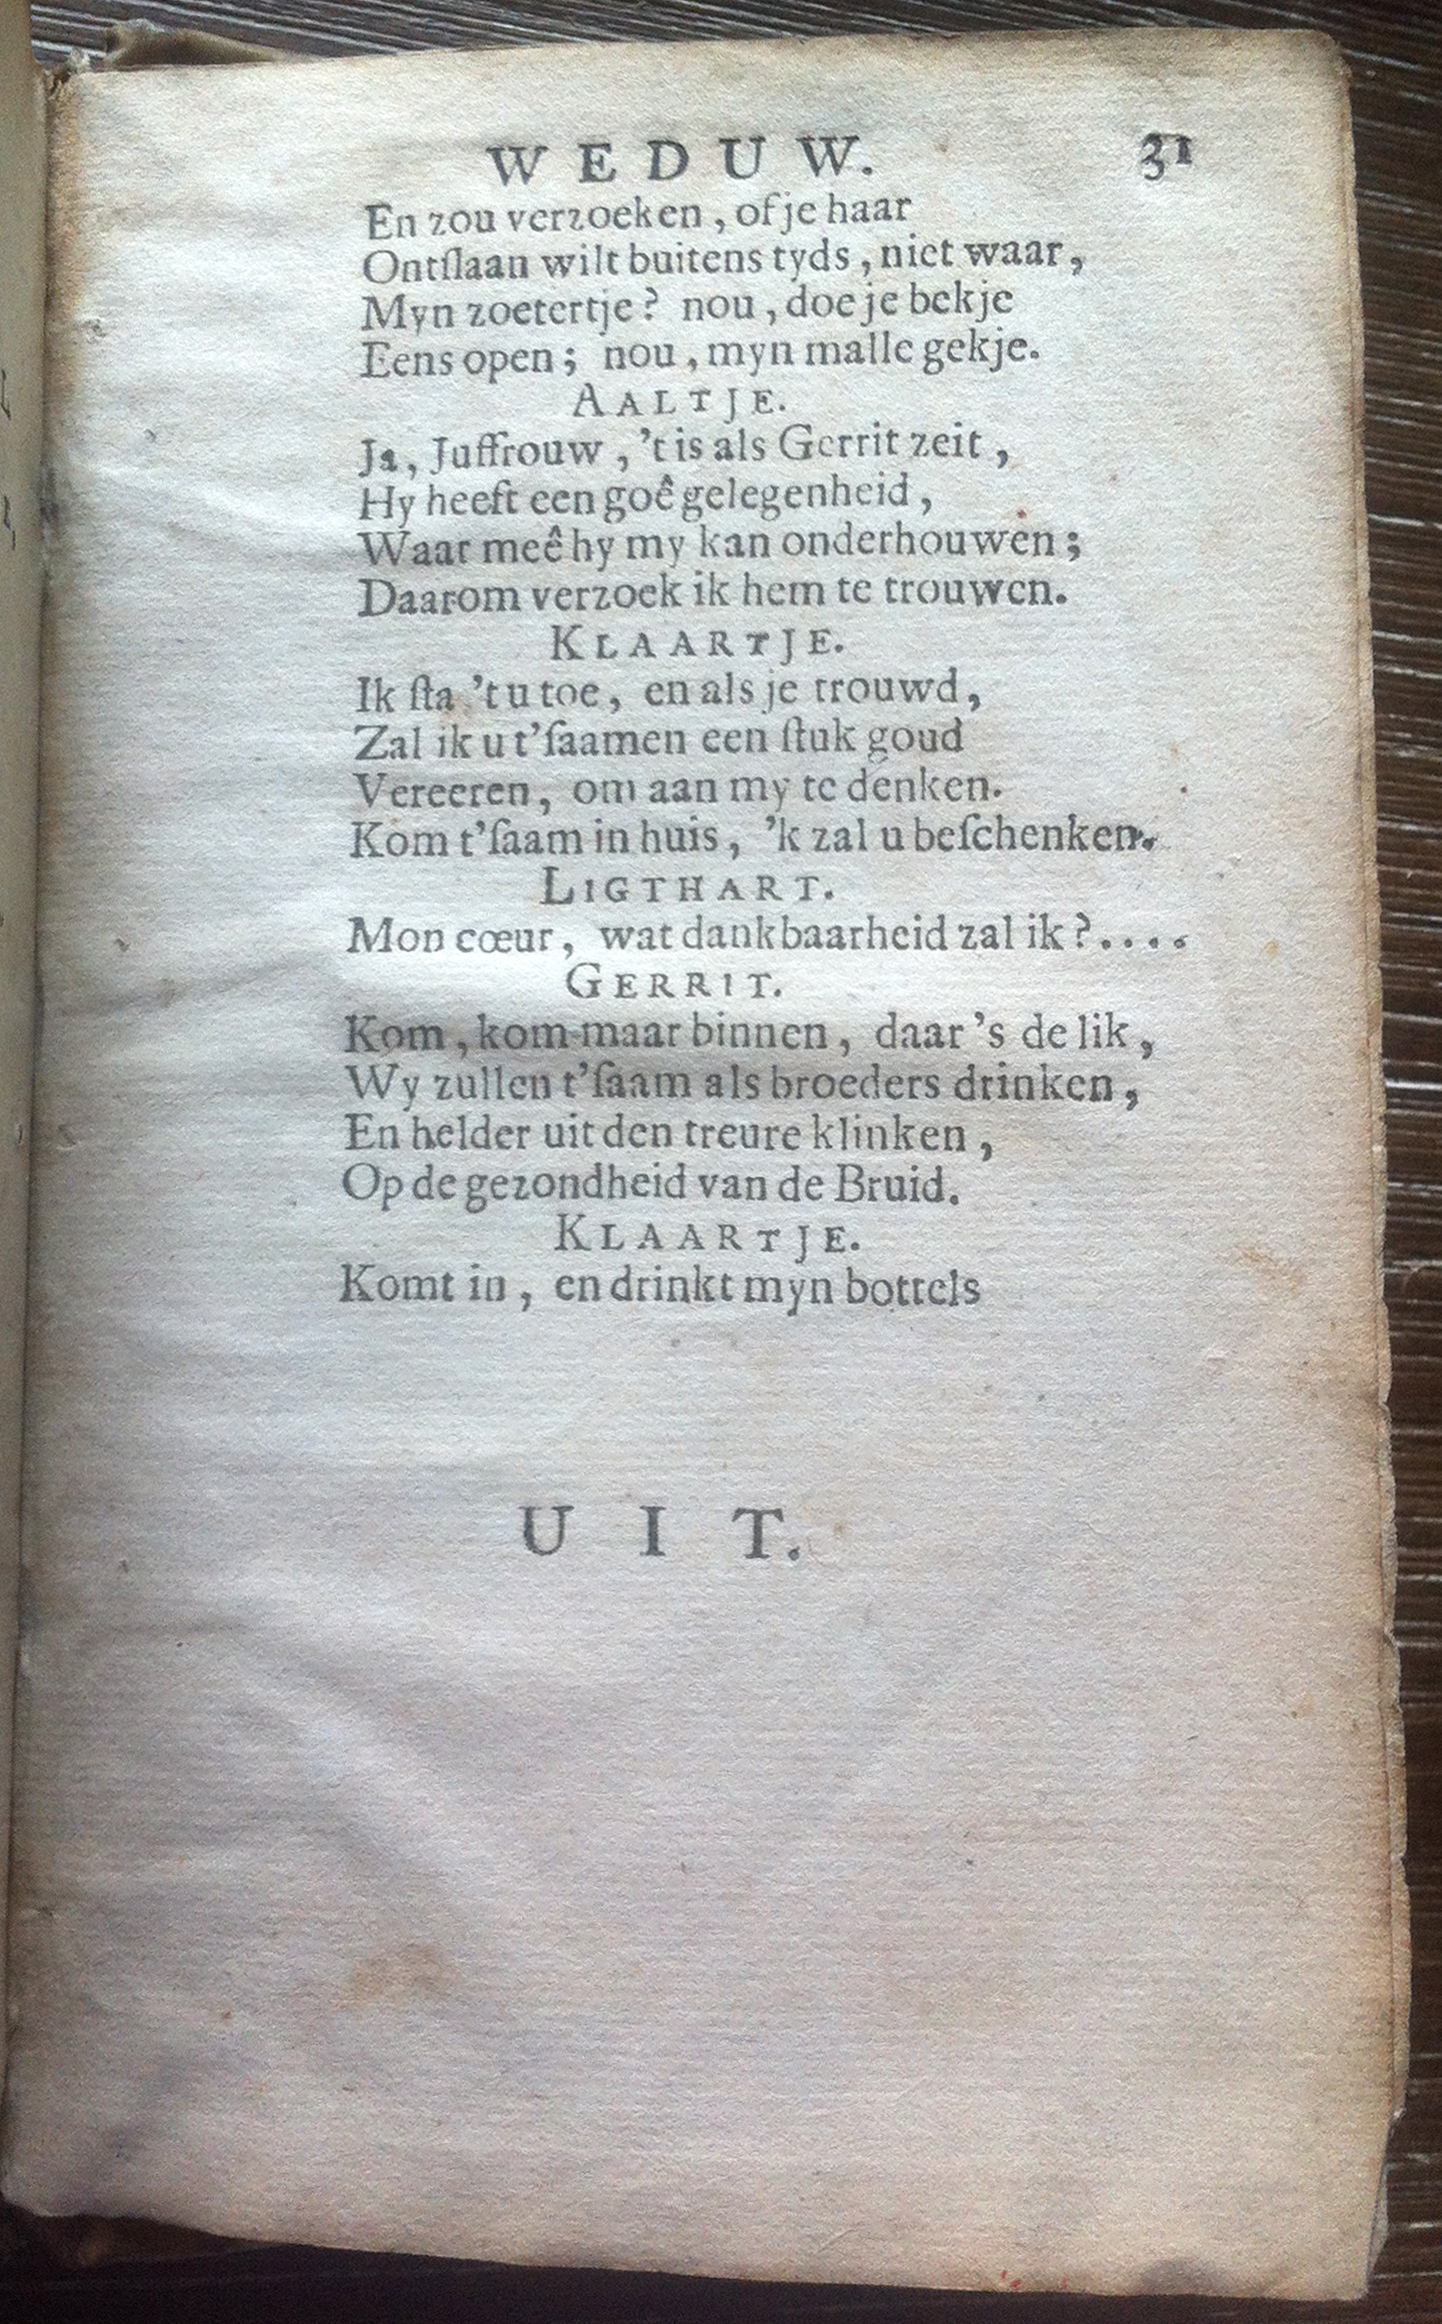 WEDUW. 31
En zou verzoeken, of je haar
Ontſlaan wilt buitens tyds, niet waar,
Myn zoetertje? nou, doe je bekje
Eens open; nou, myn malle gekje.
AALTJE.
Ja, Juffrouw, 't is als Gerrit zeit,
Hy heeft een goê gelegenheid,
Waar meê hy my kan onderhouwen;
Daarom verzoek ik hem te trouwen.
KLAARTJE.
Ik ſta 't u toe, en als je trouwd,
Zal ik u t'ſaamen een ſtuk goud
Vereeren, om aan my te denken.
Kom t'ſaam in huis, 'k zal u beſchenken.
LIGTHART.
Mon cœur, wat dankbaarheid zal ik?....
GERRIT.
Kom, kom maar binnen, daar 's de lik,
Wy zullen t'ſaam als broeders drinken,
En helder uit den treure klinken,
Op de gezondheid van de Bruid.
KLAARTJE.
Komt in, en drinkt myn bottels
UIT.